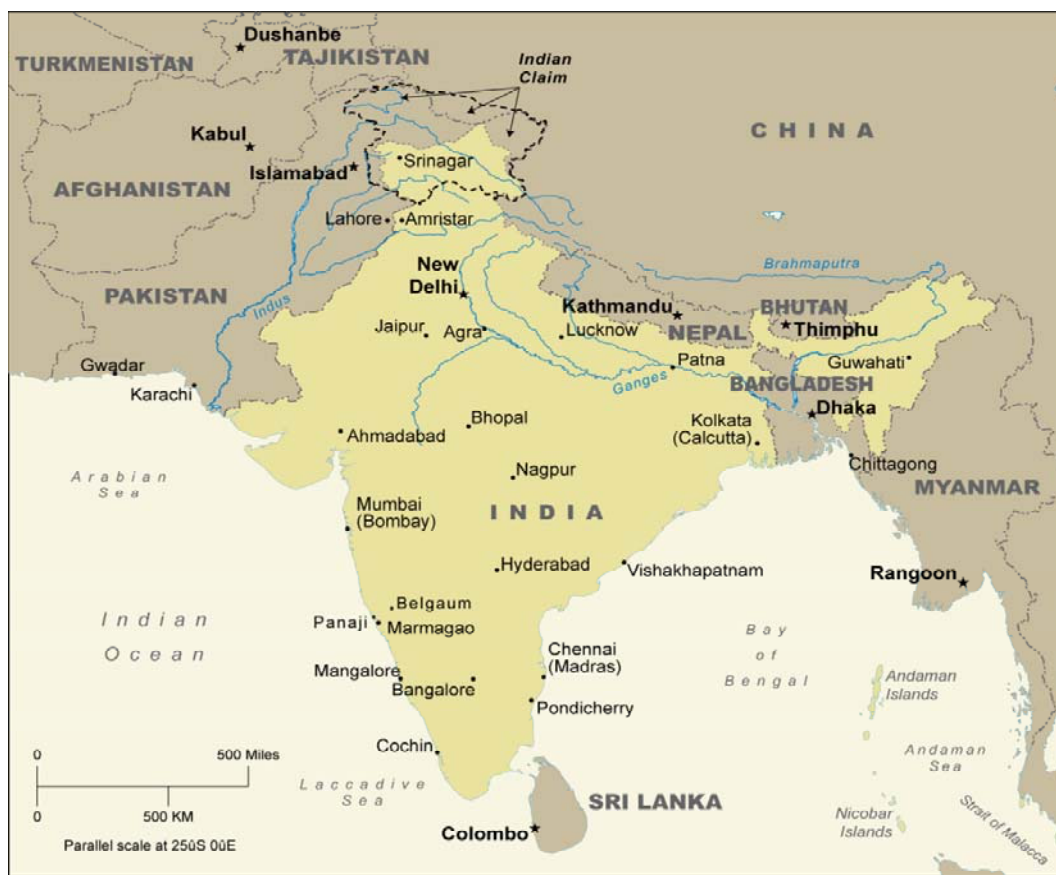 Dushanbe
TURKMENISTAN
TAJIKISTAN
Indian
Claim
CHINA
Kabul
Islamabad
Srinagar
AFGHANISTAN
Lahore
Amristar
New
Delhi
Brahmaputra
PAKISTAN
Indus
Kathmandu
BHUTAN
Jaipur
Agra
Lucknow
NEPAL
Thimphu
Gwadar
Patna
Guwahati
Karachi
Ganges
BANGLADESH
Dhaka
Bhopal
Kolkata
(Calcutta)
Ahmadabad
Chittagong
Arabian
Sea
Nagpur
MYANMAR
Mumbai
(Bombay)
INDIA
Hyderabad
Vishakhapatnam
Rangoon
Belgaum
Indian
Ocean
Panaji
Marmagao
Bay
of
Bengal
Chennai
(Madras)
Mangalore
Bangalore
Andaman
Islands
Pondicherry
Cochin
Andaman
Sea
0
500 Miles
Laccadive
Sea
SRI LANKA
0
500 KM
Nicobar
Islands
Strait of Malacca
Colombo
Parallel scale at 25ûS 0ûE